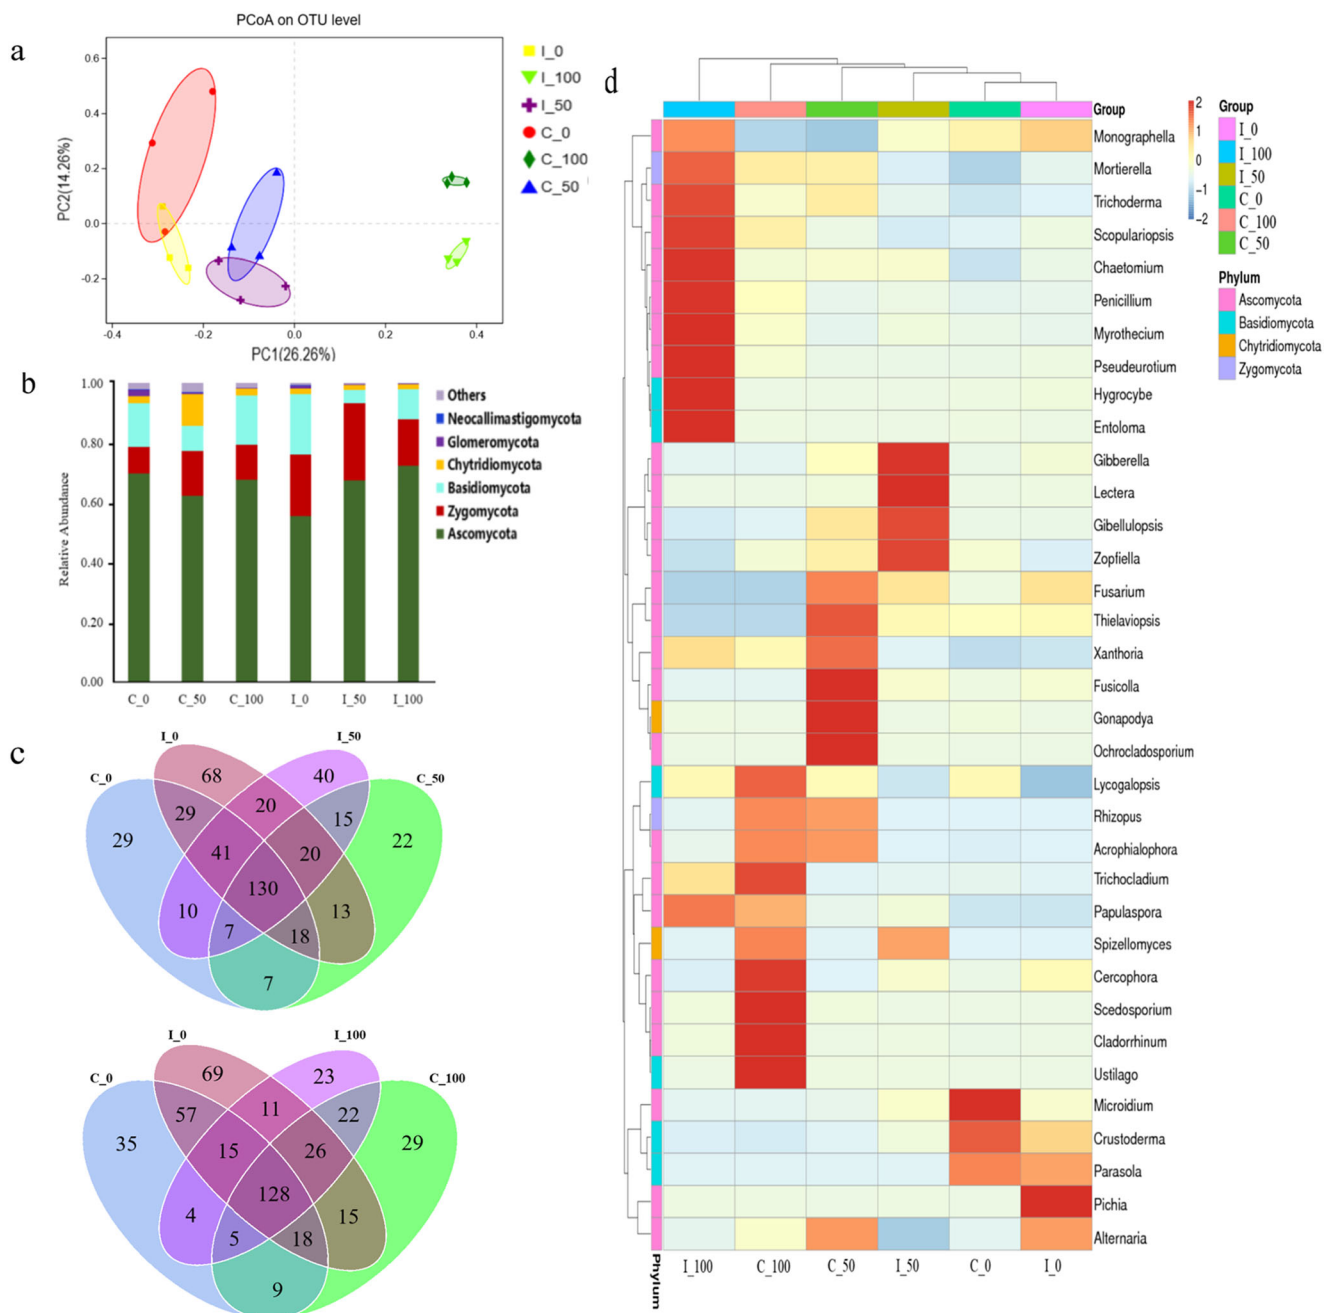 a
PCoA on OTU level
PC2(14.26%)
0.6
0.4
0.2
0.0
-0.2
-0.4
-0.2
0.0
0.2
0.4
PC1(26.26%)
I_0
I_100
I_50
C_0
C_100
C_50
b
Relative Abundance
1.00
0.80
0.60
0.40
0.20
0.00
C_0
C_50
C_100
I_0
I_50
I_100
Others
Neocallimastigomycota
Glomeromycota
Chytridiomycota
Basidiomycota
Zygomycota
Ascomycota
c
I_0
I_50
C_0
C_50
68
40
29
20
15
29
22
41
20
130
10
13
7
18
7
I_0
I_100
C_0
C_100
69
23
57
11
22
35
29
15
26
128
4
15
5
18
9
d
Group
Monographella
Mortierella
Trichoderma
Scopulariopsis
Chaetomium
Penicillium
Myrothecium
Pseudeurotium
Hygrocybe
Entoloma
Gibberella
Lectera
Gibellulopsis
Zopfiella
Fusarium
Thielaviopsis
Xanthoria
Fusicolla
Gonapodya
Ochrocladosporium
Lycogalopsis
Rhizopus
Acrophialophora
Trichocladium
Papulaspora
Spizellomyces
Cercophora
Scedosporium
Cladorrhinum
Ustilago
Microidium
Crustoderma
Parasola
Pichia
Alternaria
Phylum
I_100
C_100
C_50
I_50
C_0
I_0
2
1
0
−1
−2
Group
I_0
I_100
I_50
C_0
C_100
C_50
Phylum
Ascomycota
Basidiomycota
Chytridiomycota
Zygomycota